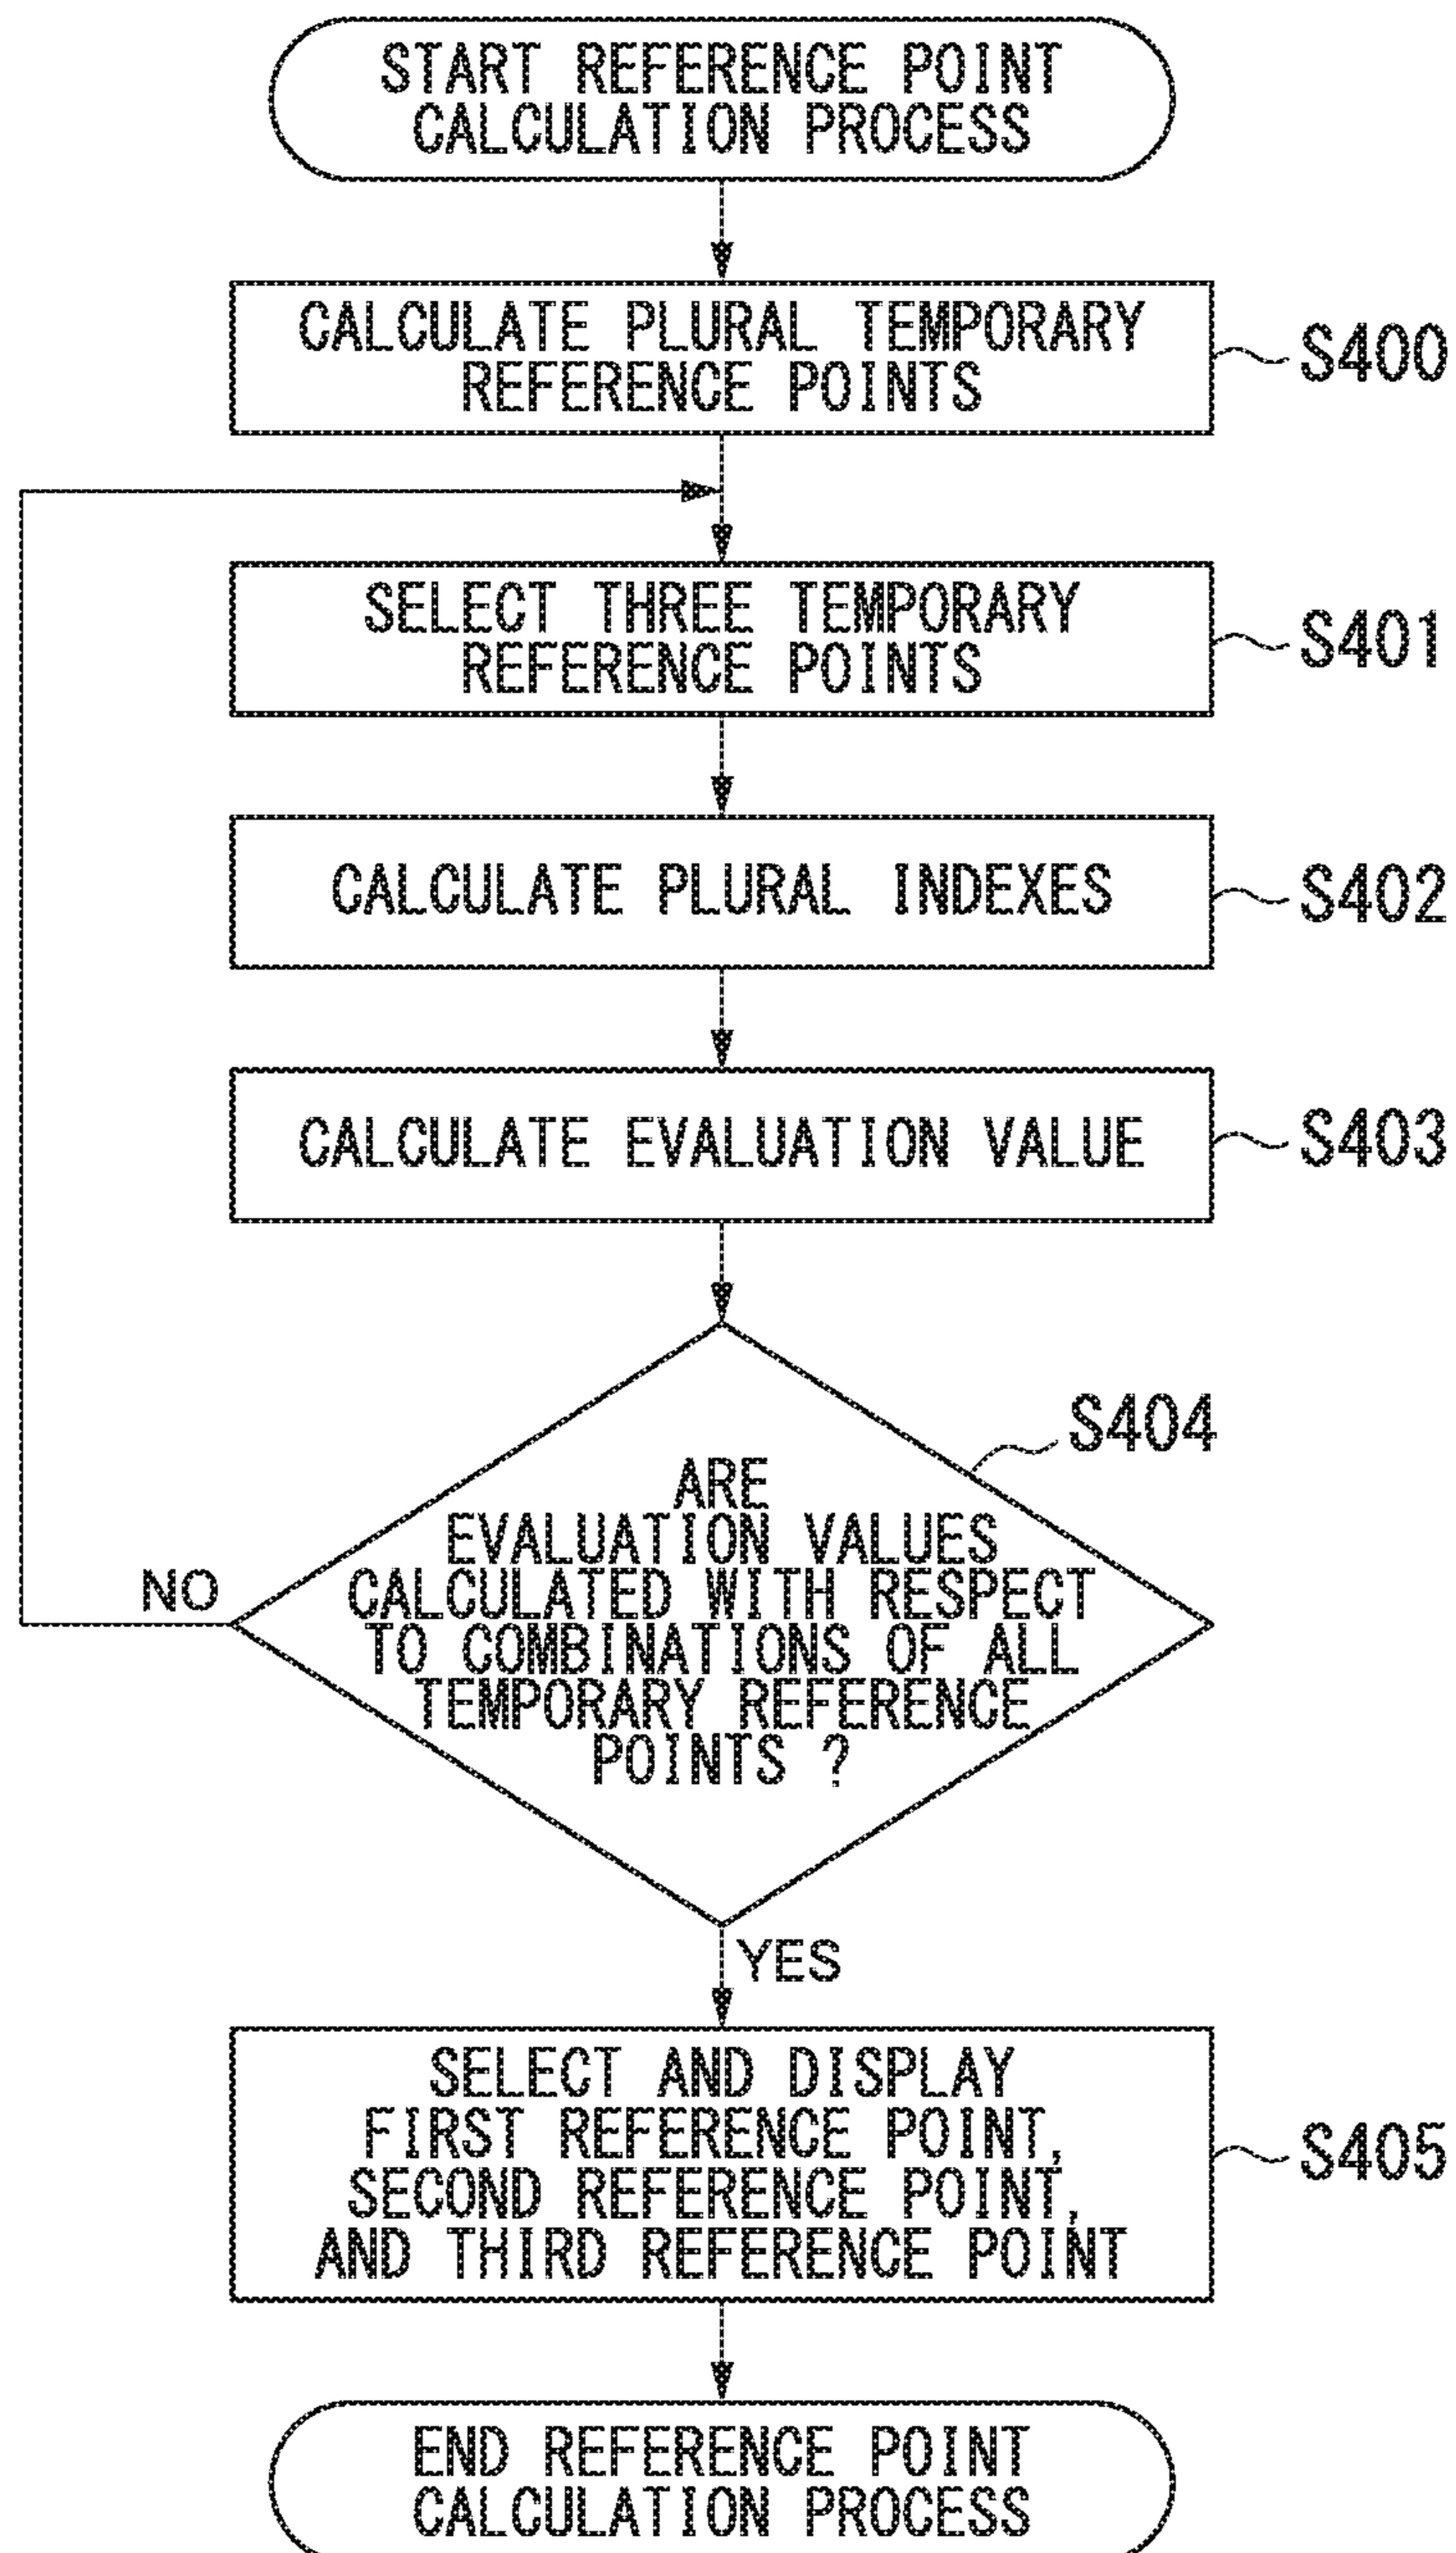 START REFERENCE POINT
CALCULATION PROCESS
CALCULATE PLURAL TEMPORARY
REFERENCE POINTS
S400
SELECT THREE TEMPORARY
REFERENCE POINTS
S401
CALCULATE PLURAL INDEXES
S402
CALCULATE EVALUATION VALUE
S403
S404
ARE
EVALUATION VALUES
CALCULATED WITH RESPECT
TO COMBINATIONS OF ALL
TEMPORARY REFERENCE
POINTS ?
NO
YES
SELECT AND DISPLAY
FIRST REFERENCE POINT,
SECOND REFERENCE POINT,
AND THIRD REFERENCE POINT
S405
END REFERENCE POINT
CALCULATION PROCESS